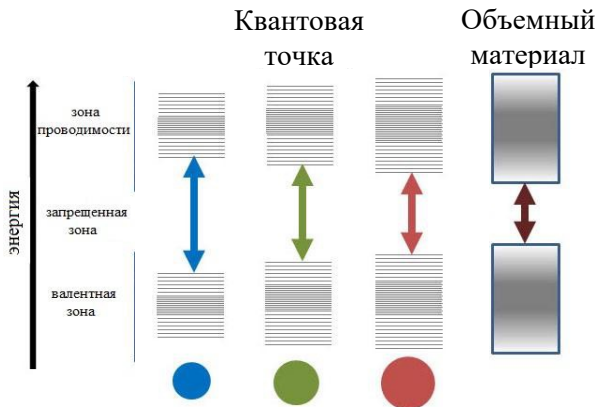 Квантовая
точка
Объемный
материал
зона
проводимости
запрещенная
зона
валентная
зона
энергия